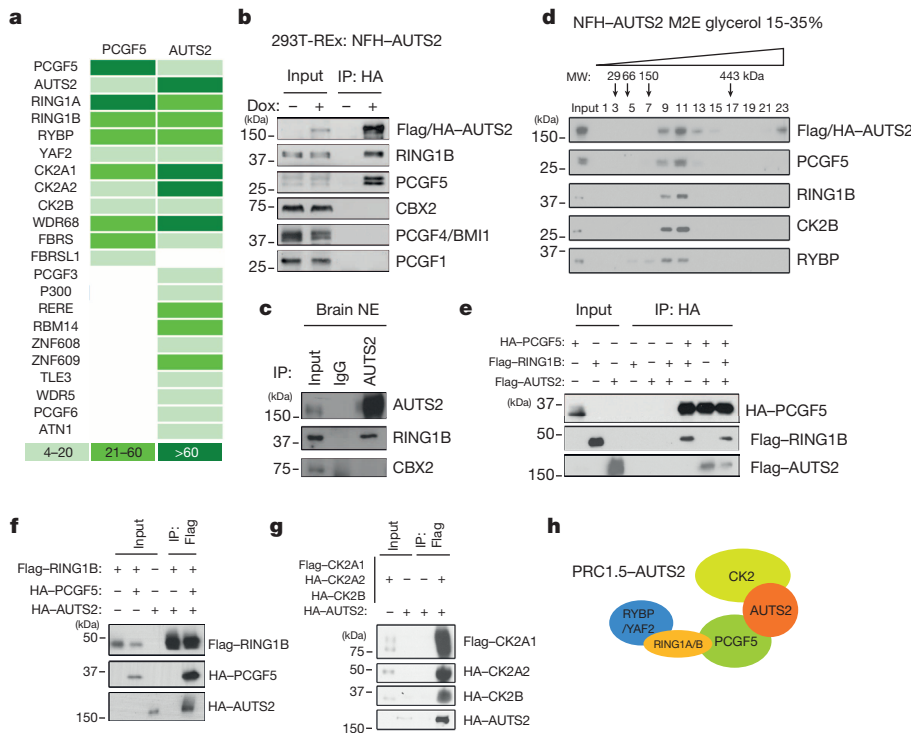 a
PCGF5 AUTS2
PCGF5
AUTS2
RING1A
RING1B
RYBP
YAF2
CK2A1
CK2A2
CK2B
WDR68
FBRS
FBRSL1
PCGF3
P300
RERE
RBM14
ZNF608
ZNF609
TLE3
WDR5
PCGF6
ATN1
4–20 21–60 >60
b
293T-REx: NFH–AUTS2
Input IP: HA
Dox: – + – +
(kDa)
150 Flag/HA–AUTS2
37 RING1B
25 PCGF5
75 CBX2
37 PCGF4/BMI1
25 PCGF1
c
Brain NE
IP: Input IgG AUTS2
(kDa)
150 AUTS2
37 RING1B
75 CBX2
d
NFH–AUTS2 M2E glycerol 15-35%
MW: 29 66 150 443 kDa
Input 1 3 5 7 9 11 13 15 17 19 21 23
(kDa)
150 Flag/HA–AUTS2
25 PCGF5
37 RING1B
25 CK2B
37
25 RYBP
e
Input IP: HA
HA–PCGF5: + – – – – – + + +
Flag–RING1B: – + – + – + + – +
Flag–AUTS2: – – + – + + – + +
(kDa)
37 HA–PCGF5
50 Flag–RING1B
150 Flag–AUTS2
f
Input IP: Flag
Flag–RING1B: + + – + +
HA–PCGF5: – + – – +
HA–AUTS2: – – + + +
(kDa)
50 Flag–RING1B
37 HA–PCGF5
150 HA–AUTS2
g
Input IP: Flag
Flag–CK2A1
HA–CK2A2 + – – +
HA–CK2B
HA–AUTS2: – + + +
(kDa)
75 Flag–CK2A1
50 HA–CK2A2
37 HA–CK2B
150 HA–AUTS2
h
PRC1.5–AUTS2
CK2
AUTS2
RYBP
/YAF2
RING1A/B
PCGF5